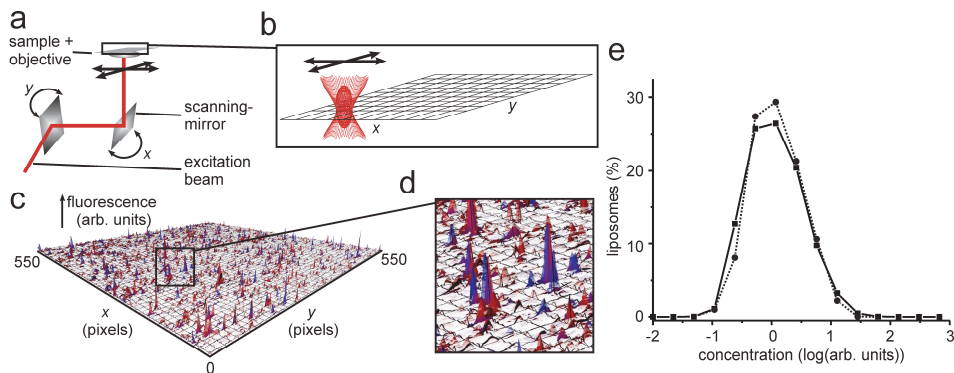 a
sample +
objective
y
scanning-
mirror
x
excitation
beam
b
x
y
c
fluorescence
(arb. units)
550
550
x
(pixels)
y
(pixels)
0
d
e
30
20
10
0
liposomes (%)
-2
-1
0
1
2
3
concentration (log(arb. units))